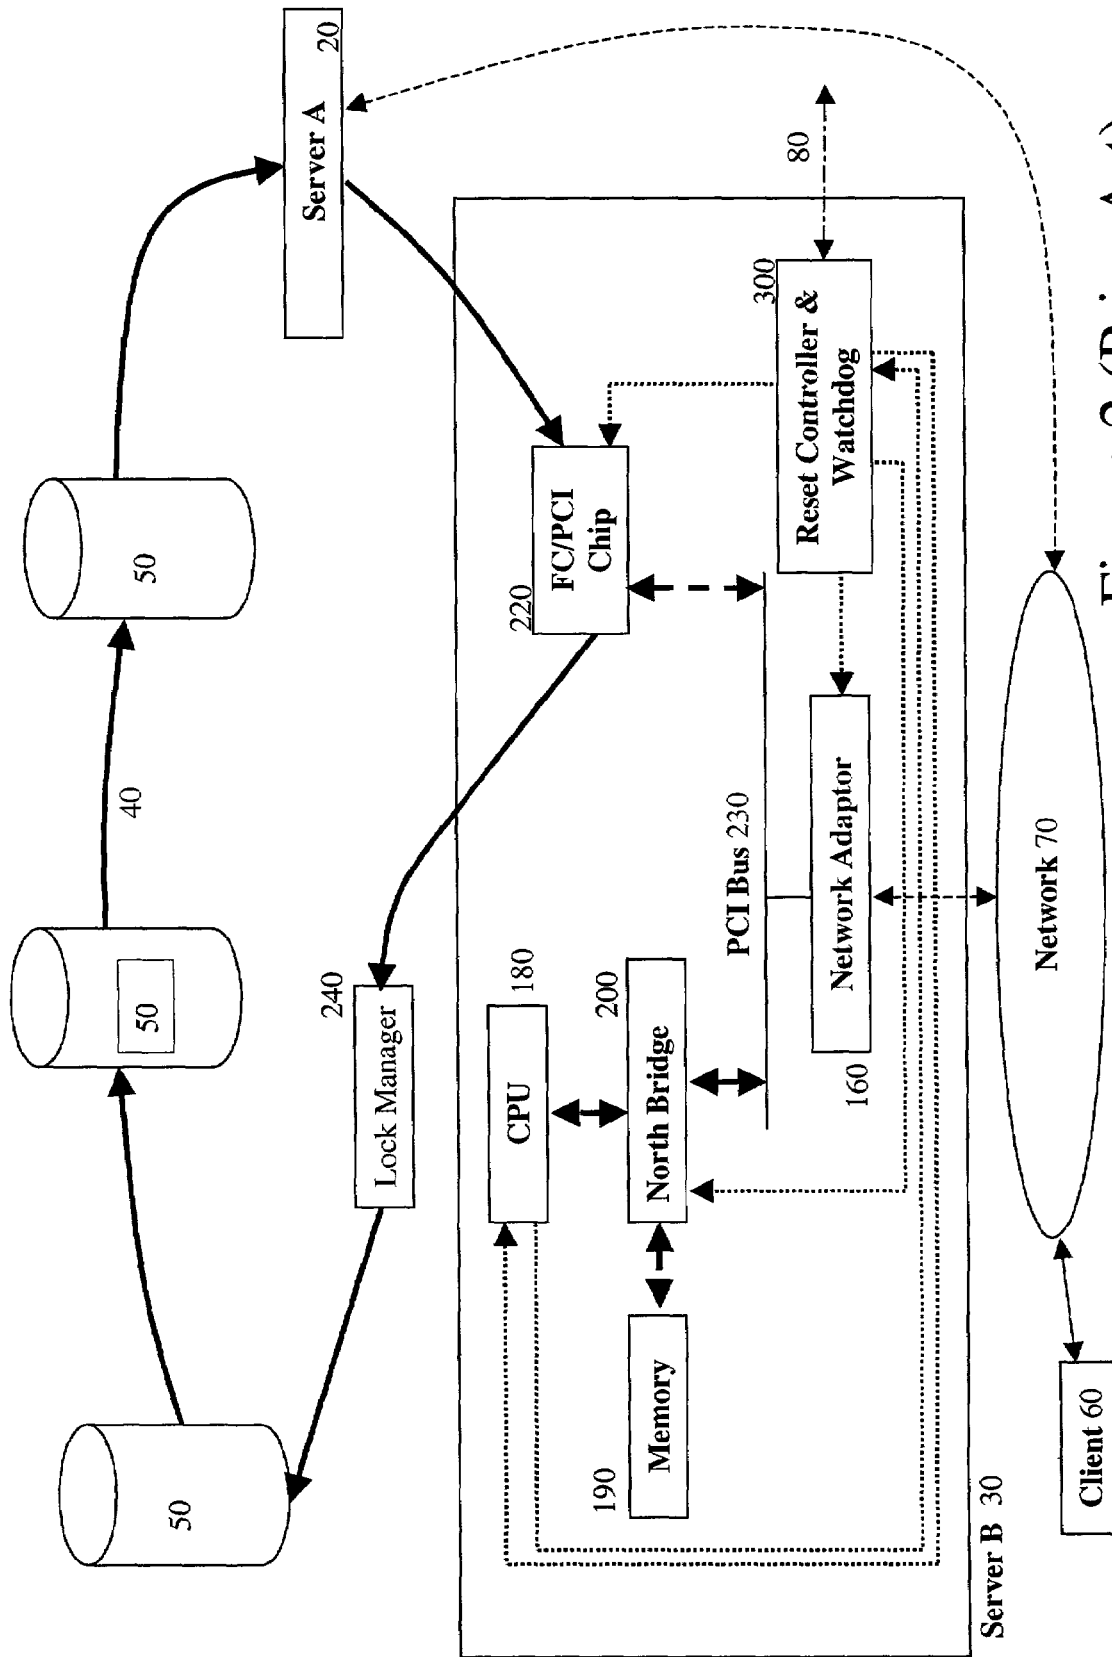 50
50
40
50
Lock Manager
240
Server A
20
CPU
180
FC/PCI
Chip
220
190
Memory
North Bridge
200
PCI Bus 230
160
Network Adaptor
Reset Controller &
Watchdog
300
80
Server B 30
Network 70
Client 60